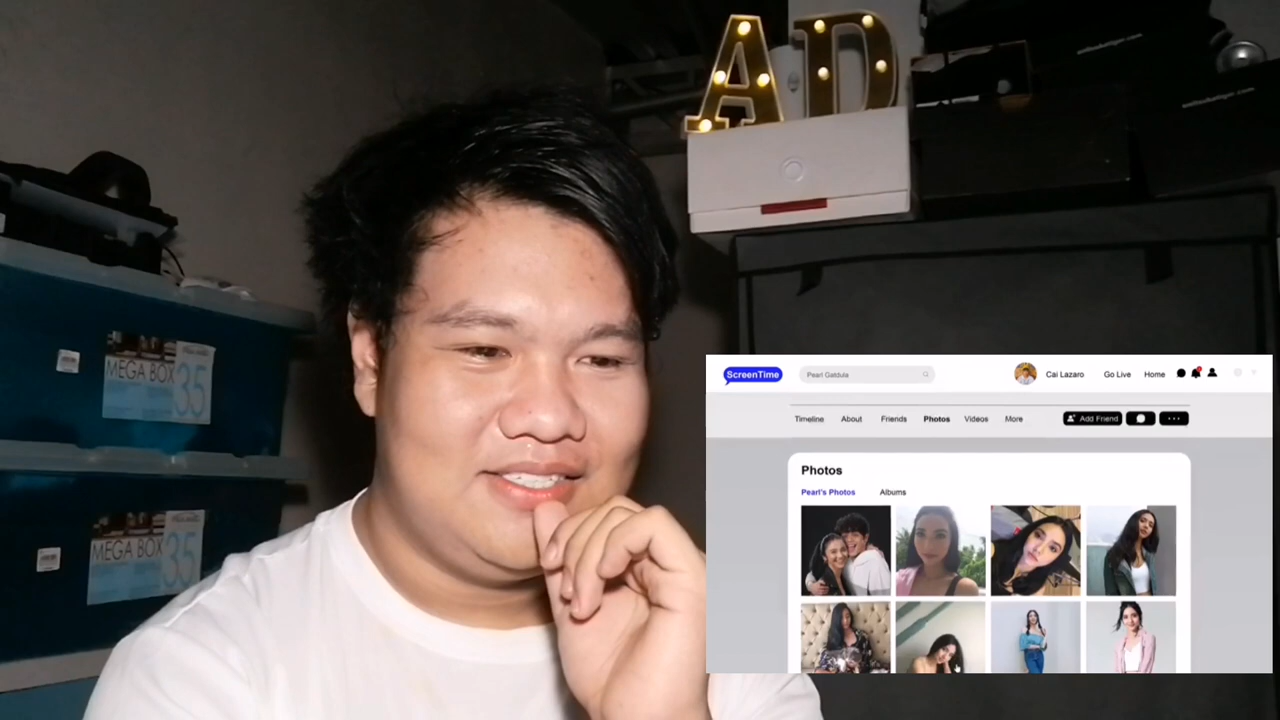 AD
MEGA BOX
35
MEGA BOX
35
ScreenTime
Pearl Gatdula
Cai Lazaro
Go Live
Home
Timeline
About
Friends
Photos
Videos
More
Add Friend
Photos
Pearl's Photos
Albums